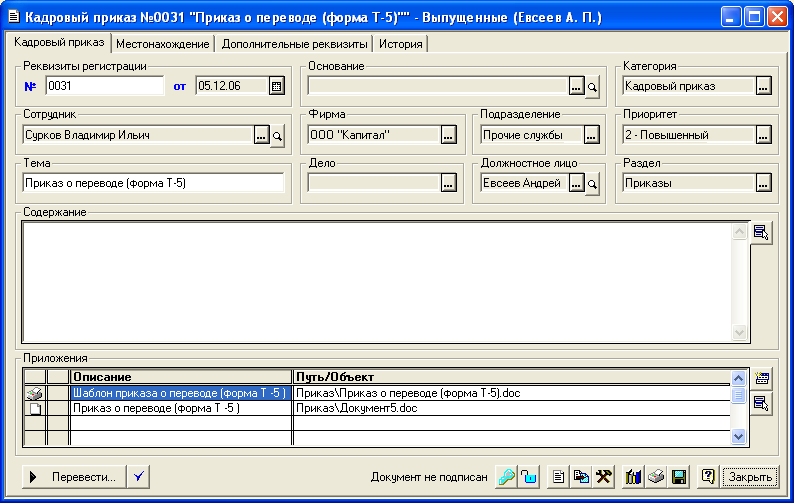 Кадровый приказ №0031 "Приказ о переводе (форма Т-5)"" - Выпущенные (Евсеев А. П.)
Кадровый приказ Местонахождение Дополнительные реквизиты История
Реквизиты регистрации Основание Категория
№ 0031 от 05.12.06 ... Кадровый приказ ...
Сотрудник Фирма Подразделение Приоритет
Сурков Владимир Ильич ... ООО "Капитал" ... Прочие службы ... 2 - Повышенный ...
Тема Дело Должностное лицо Раздел
Приказ о переводе (форма Т-5) ... Евсеев Андрей ... Приказы ...
Содержание
Приложения
Описание Путь/Объект
Шаблон приказа о переводе (форма Т -5 ) Приказ\Приказ о переводе (форма Т-5).doc
Приказ о переводе (форма Т -5 ) Приказ\Документ5.doc
Перевести... Документ не подписан Закрыть